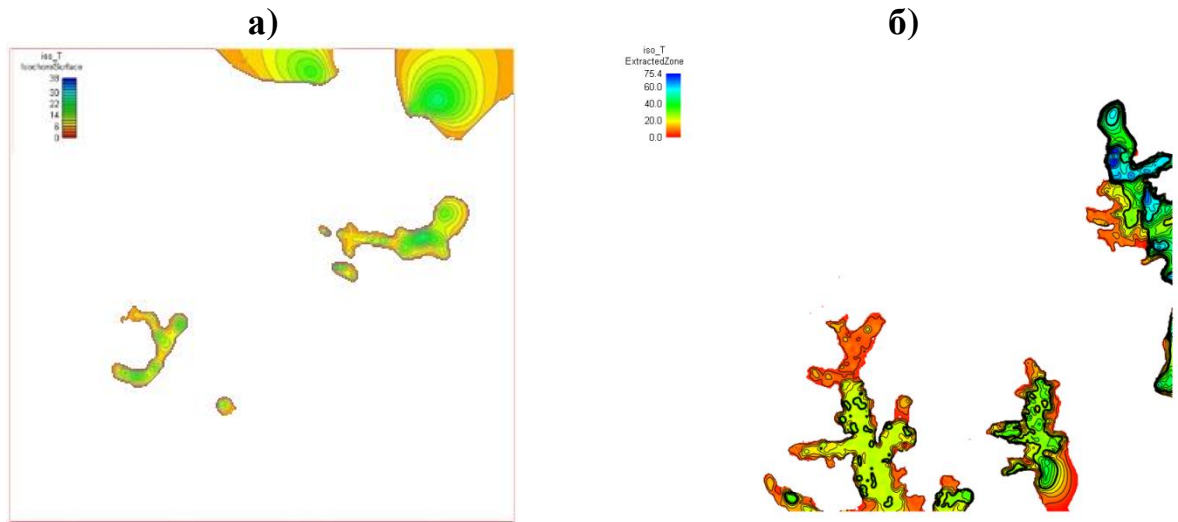 а)
б)
iso_T
IsochoreSurface
38
30
22
14
6
0
iso_T
ExtractedZone
75.4
60.0
40.0
20.0
0.0